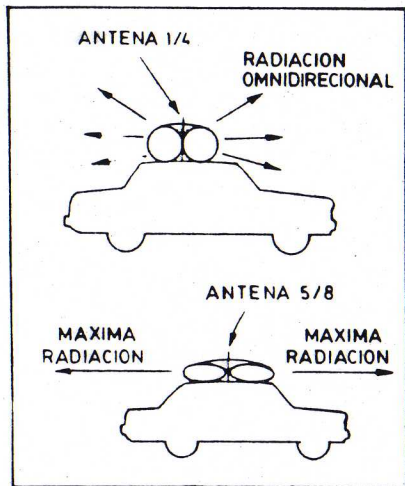 ANTENA 1/4
RADIACION
OMNIDIRECIONAL
ANTENA 5/8
MAXIMA
RADIACION
MAXIMA
RADIACION